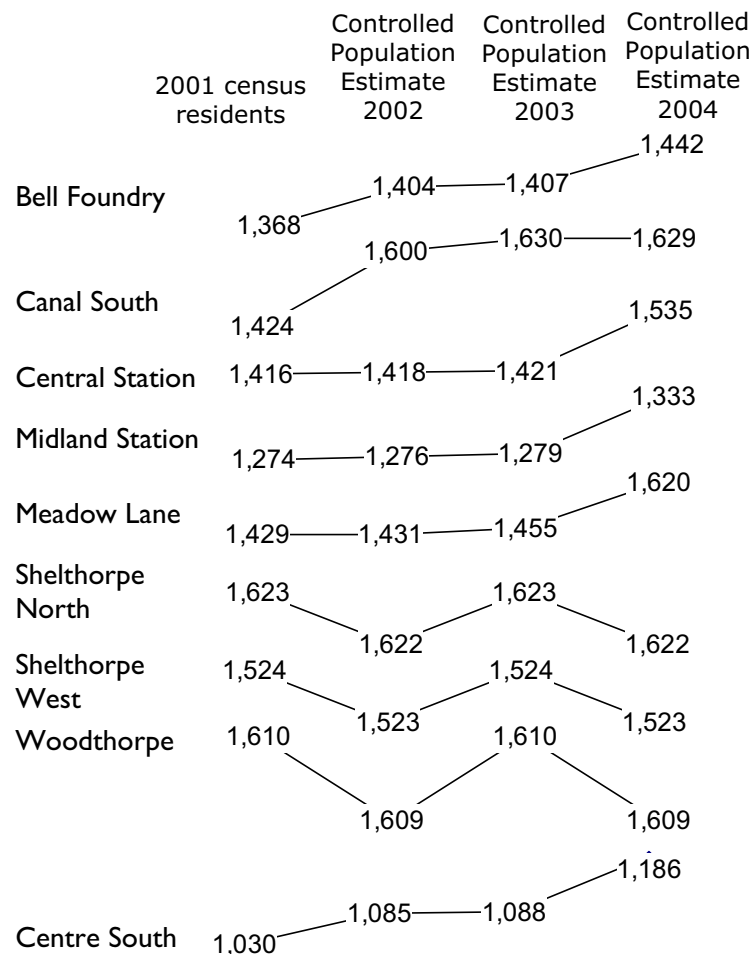 2001 census
residents
Controlled
Population
Estimate
2002
Controlled
Population
Estimate
2003
Controlled
Population
Estimate
2004
Bell Foundry 1,368 1,404 1,407 1,442
Canal South 1,424 1,600 1,630 1,629
Central Station 1,416 1,418 1,421 1,535
Midland Station 1,274 1,276 1,279 1,333
Meadow Lane 1,429 1,431 1,455 1,620
Shelthorpe
North 1,623 1,622 1,623 1,622
Shelthorpe
West 1,524 1,523 1,524 1,523
Woodthorpe 1,610 1,609 1,610 1,609
Centre South 1,030 1,085 1,088 1,186